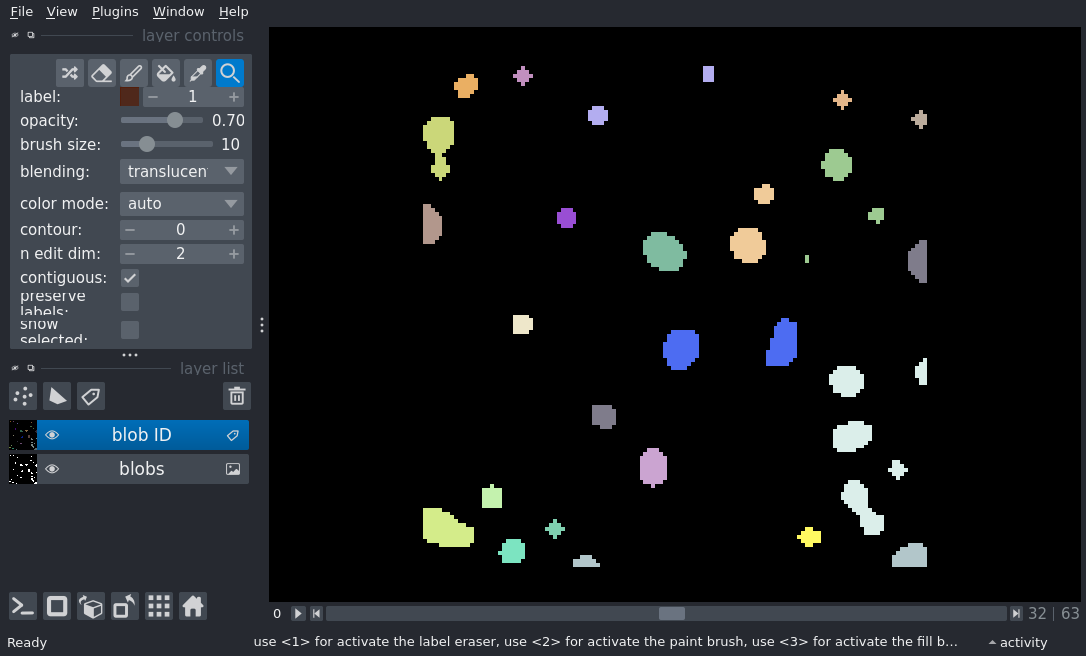 File View Plugins Window Help
layer controls
label: 1
opacity: 0.70
brush size: 10
blending: translucen
color mode: auto
contour: 0
n edit dim: 2
contiguous:
preserve
labels:
show
selected:
layer list
blob ID
blobs
0 32 | 63
Ready use <1> for activate the label eraser, use <2> for activate the paint brush, use <3> for activate the fill b... activity